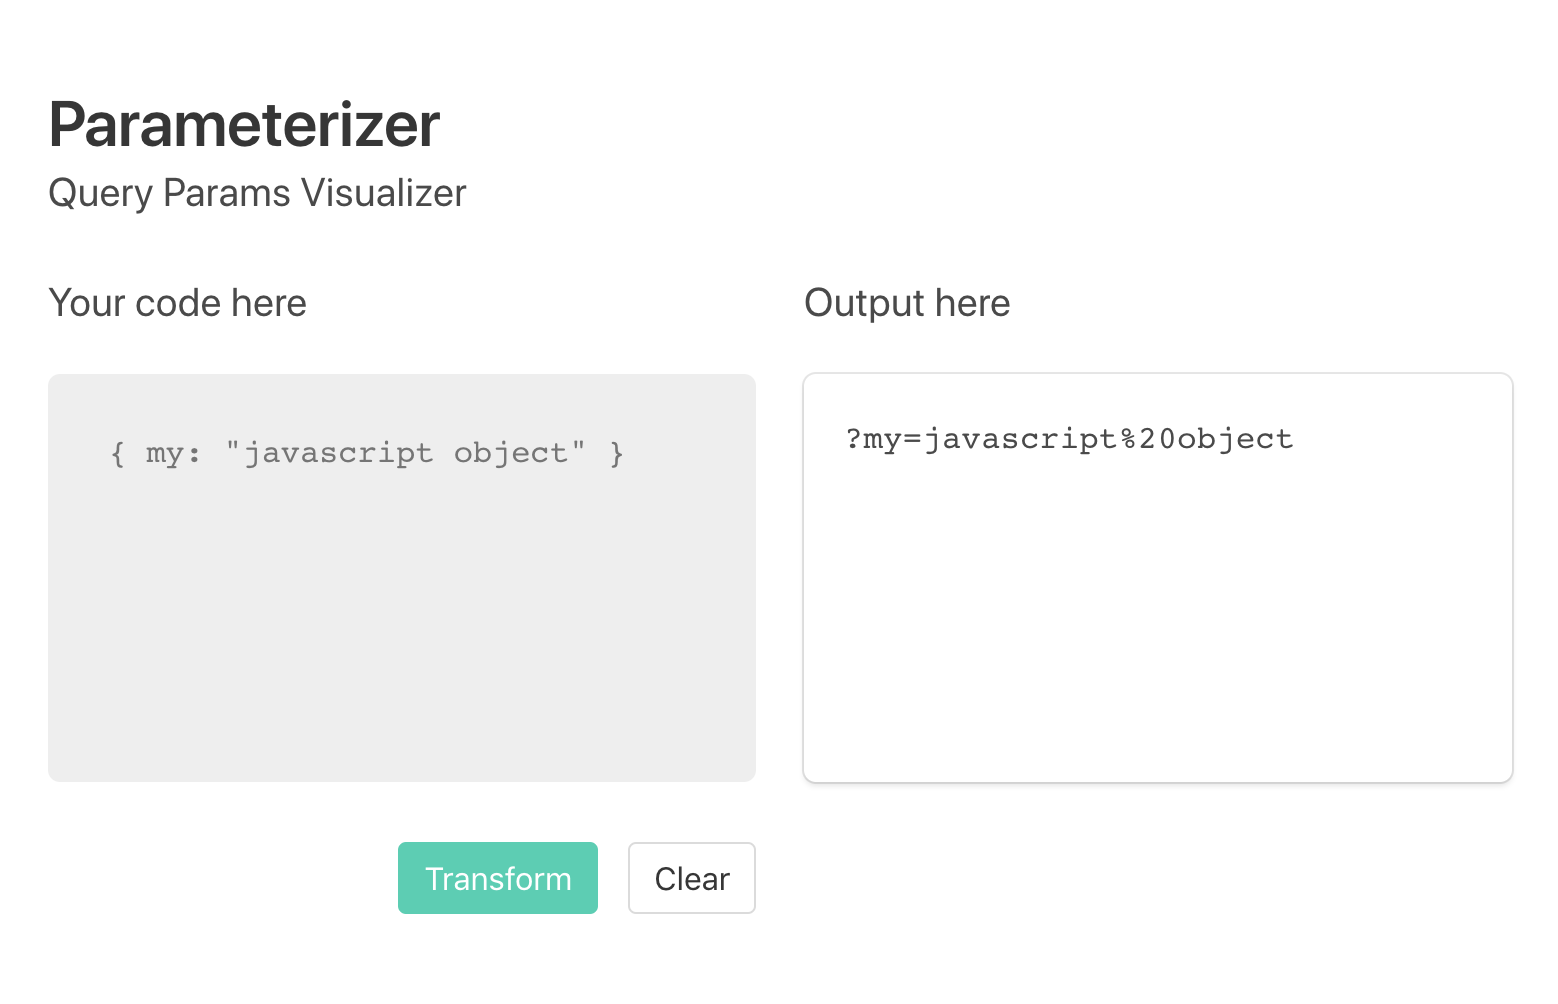 Parameterizer
Query Params Visualizer
Your code here
Output here
{ my: "javascript object" }
?my=javascript%20object
Transform
Clear